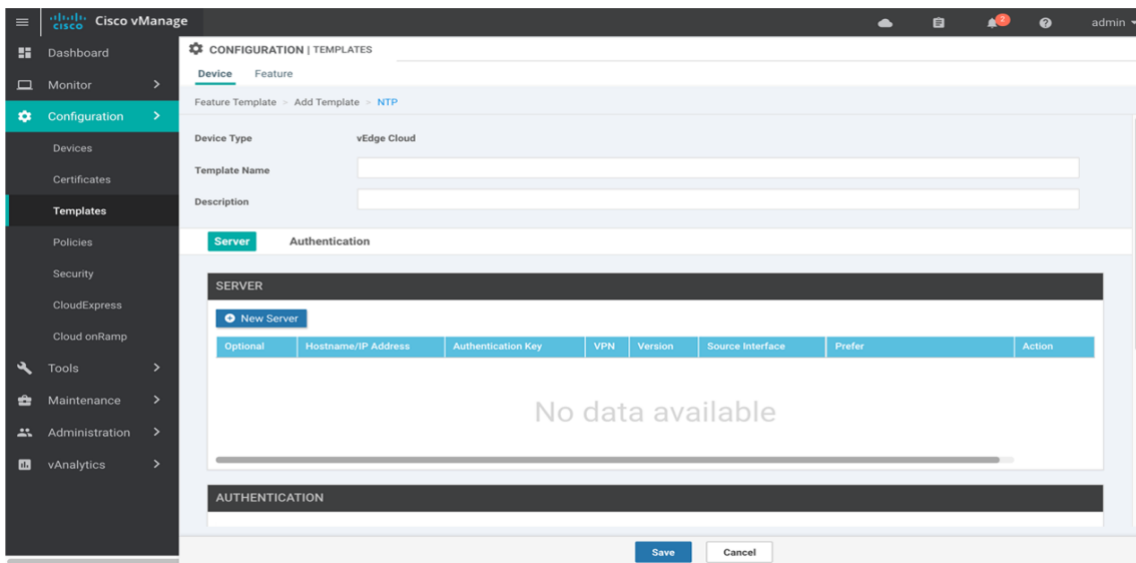 CISCO Cisco vManage 2 admin
Dashboard
Monitor
Configuration
Devices
Certificates
Templates
Policies
Security
CloudExpress
Cloud onRamp
Tools
Maintenance
Administration
vAnalytics
CONFIGURATION | TEMPLATES
Device Feature
Feature Template > Add Template > NTP
Device Type vEdge Cloud
Template Name
Description
Server Authentication
SERVER
New Server
Optional Hostname/IP Address Authentication Key VPN Version Source Interface Prefer Action
No data available
AUTHENTICATION
Save Cancel